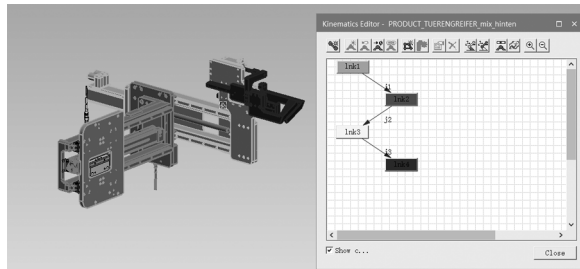 Kinematics Editor - PRODUCT_TUERENGREIFER_mix_hinten
lnk1
j1
lnk2
j2
lnk3
j3
lnk4
Show c...
Close